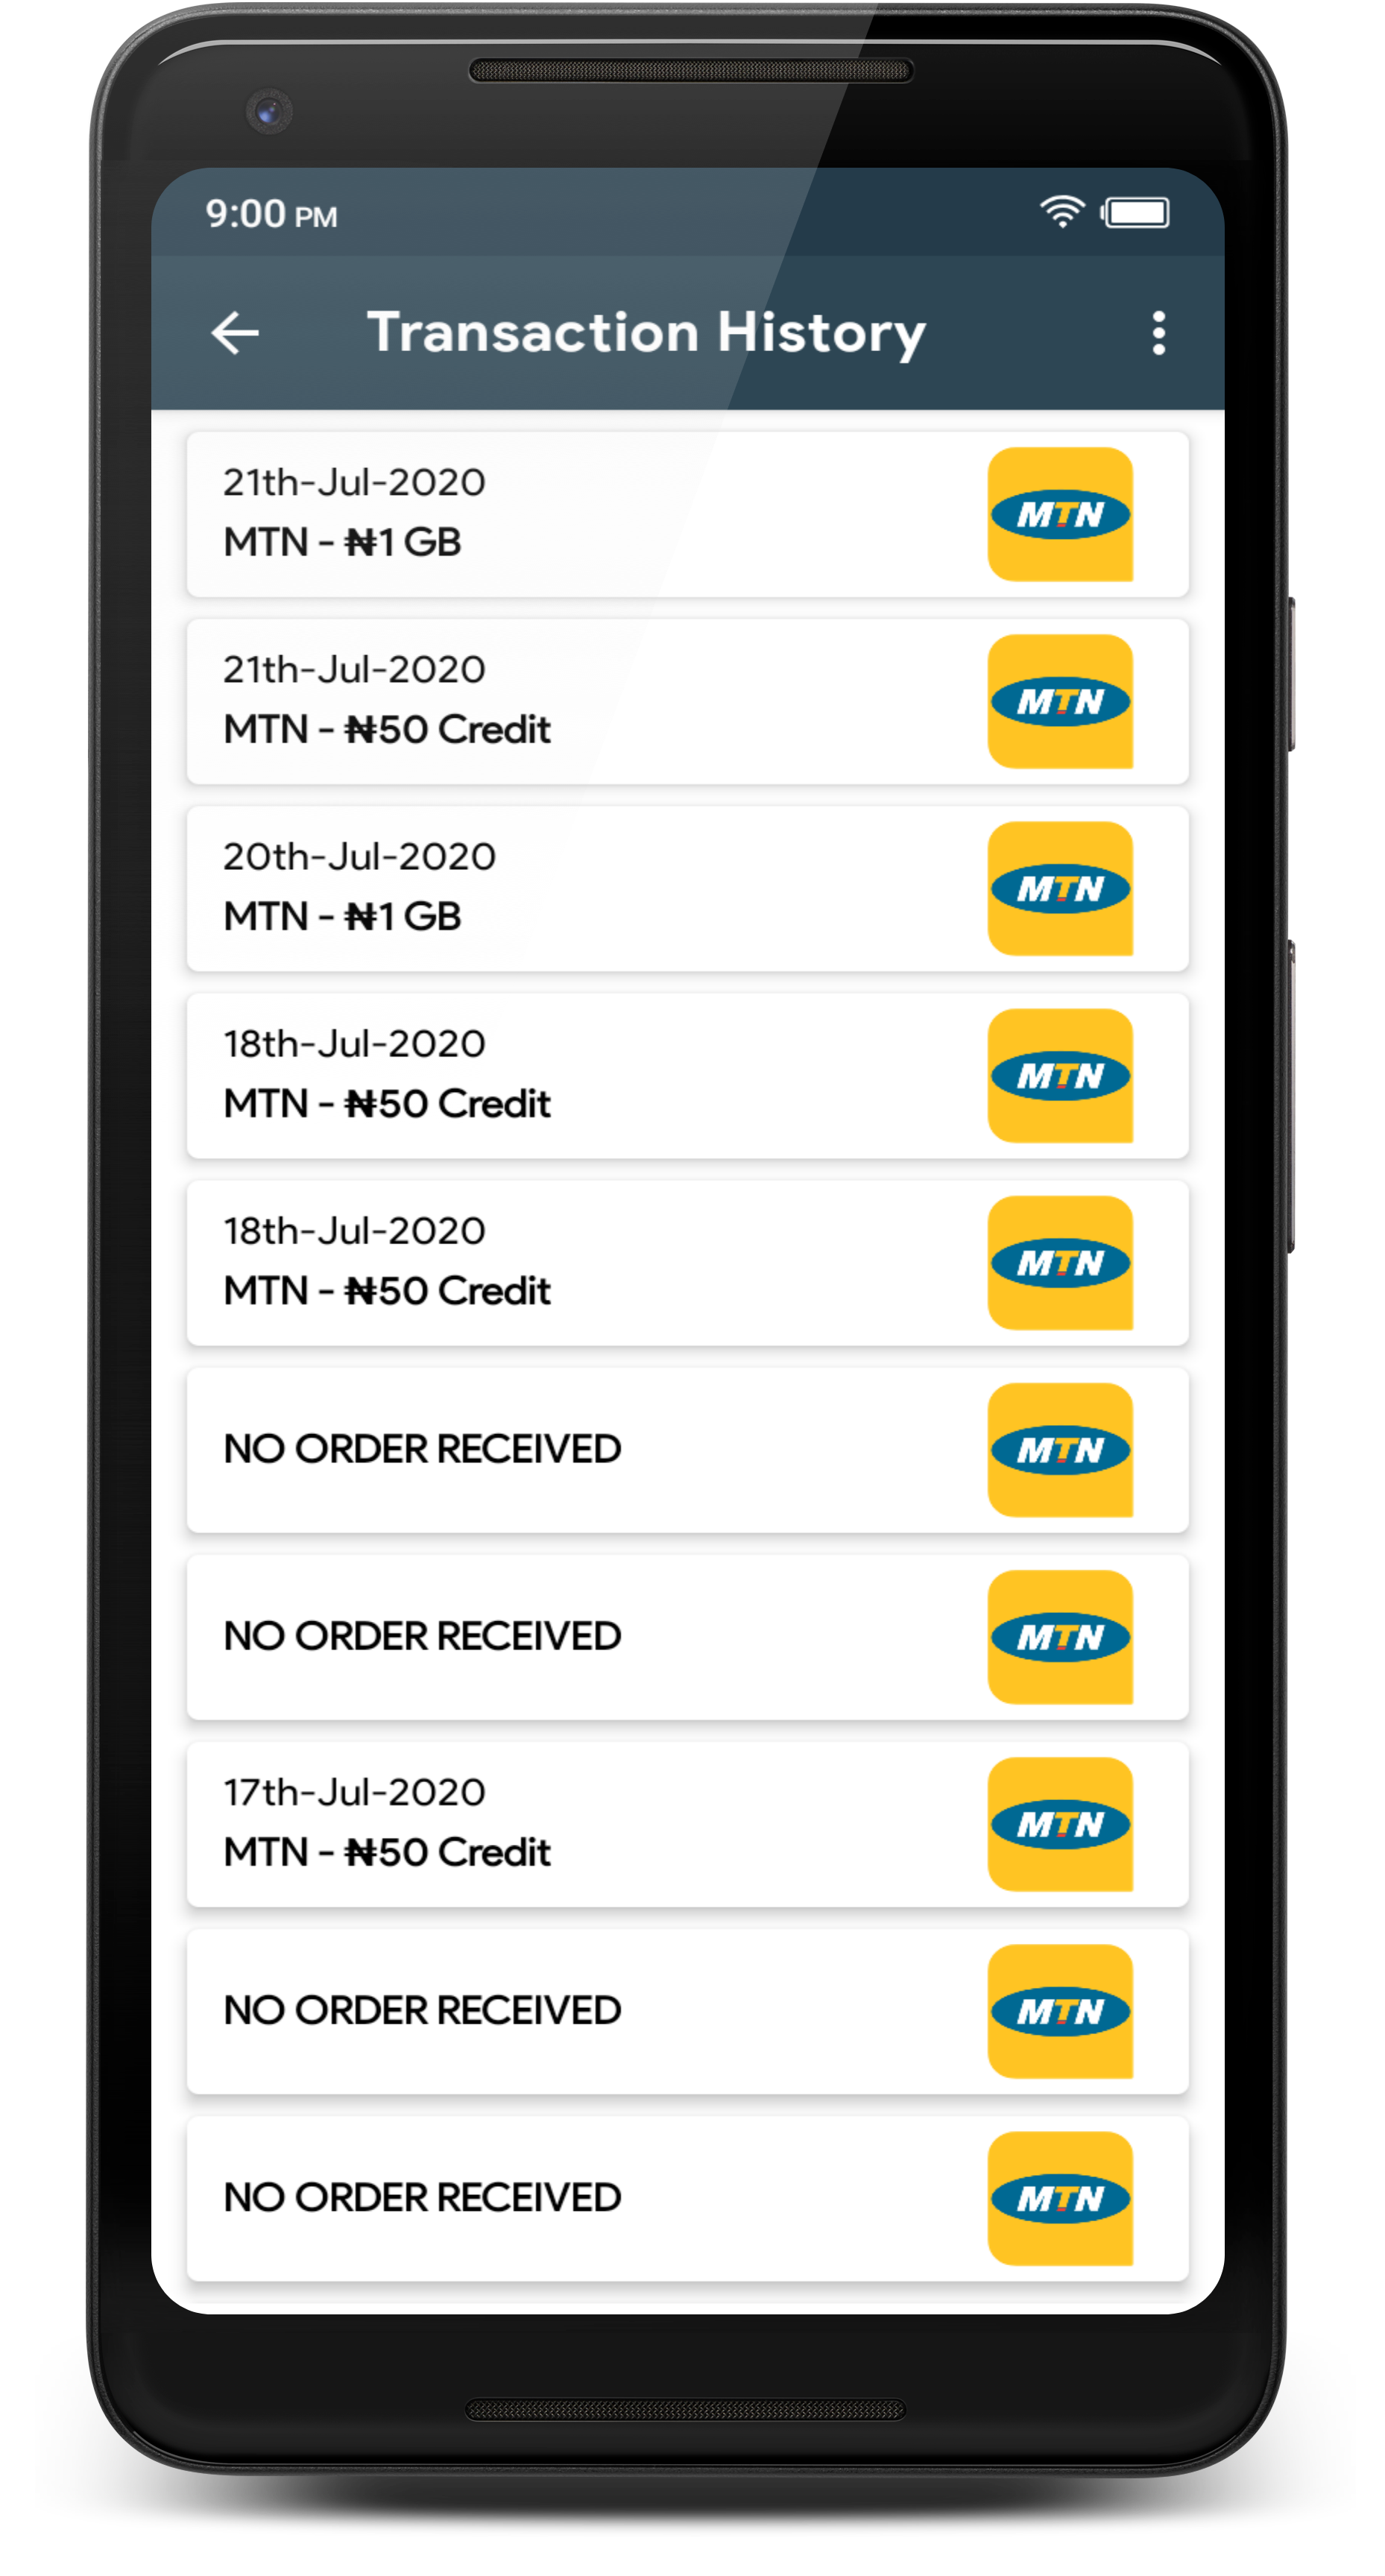 9:00 PM
Transaction History
21th-Jul-2020
MTN - ₦1 GB
MTN
21th-Jul-2020
MTN - ₦50 Credit
MTN
20th-Jul-2020
MTN - ₦1 GB
MTN
18th-Jul-2020
MTN - ₦50 Credit
MTN
18th-Jul-2020
MTN - ₦50 Credit
MTN
NO ORDER RECEIVED
MTN
NO ORDER RECEIVED
MTN
17th-Jul-2020
MTN - ₦50 Credit
MTN
NO ORDER RECEIVED
MTN
NO ORDER RECEIVED
MTN